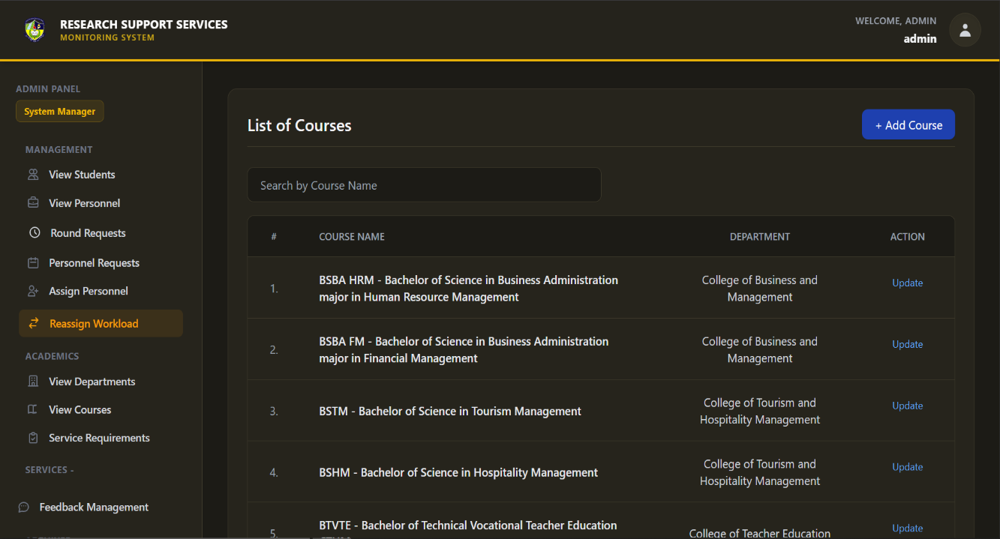 RESEARCH SUPPORT SERVICES
MONITORING SYSTEM
WELCOME, ADMIN
admin
ADMIN PANEL
System Manager
MANAGEMENT
View Students
View Personnel
Round Requests
Personnel Requests
Assign Personnel
Reassign Workload
ACADEMICS
View Departments
View Courses
Service Requirements
SERVICES -
Feedback Management
List of Courses
+ Add Course
Search by Course Name
# COURSE NAME DEPARTMENT ACTION
1. BSBA HRM - Bachelor of Science in Business Administration
major in Human Resource Management
College of Business and
Management
Update
2. BSBA FM - Bachelor of Science in Business Administration
major in Financial Management
College of Business and
Management
Update
3. BSTM - Bachelor of Science in Tourism Management
College of Tourism and
Hospitality Management
Update
4. BSHM - Bachelor of Science in Hospitality Management
College of Tourism and
Hospitality Management
Update
5. BTVTE - Bachelor of Technical Vocational Teacher Education
College of Teacher Education
Update